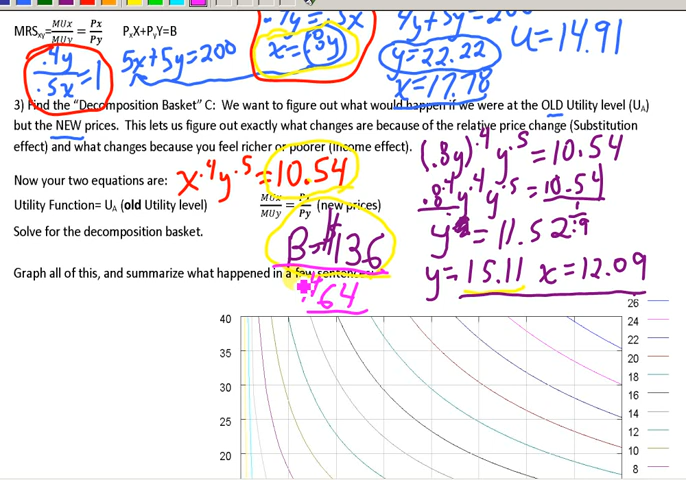 .4y = .5x
4y+5y=200
u=14.91
MRSxy= MUx/MUy = Px/Py PxX+PyY=B
x=.8y
y=22.22
.4y/.5x=1
5x+5y=200
x=17.78
3) Find the “Decomposition Basket” C: We want to figure out what would happen if we were at the OLD Utility level (UA)
but the NEW prices. This lets us figure out exactly what changes are because of the relative price change (Substitution
effect) and what changes because you feel richer or poorer (income effect).
(.8y)^.4 y^.5=10.54
Now your two equations are:
x^.4y^.5=10.54
.8^.4y^.4y^.5=10.54
Utility Function= UA (old Utility level) MUx/MUy = Px/Py (new prices)
y=11.52^1/.9
Solve for the decomposition basket.
B=$136
y=15.11 x=12.09
Graph all of this, and summarize what happened in a few sentences.
64
26
24
22
20
18
16
14
12
10
8
40
35
30
25
20